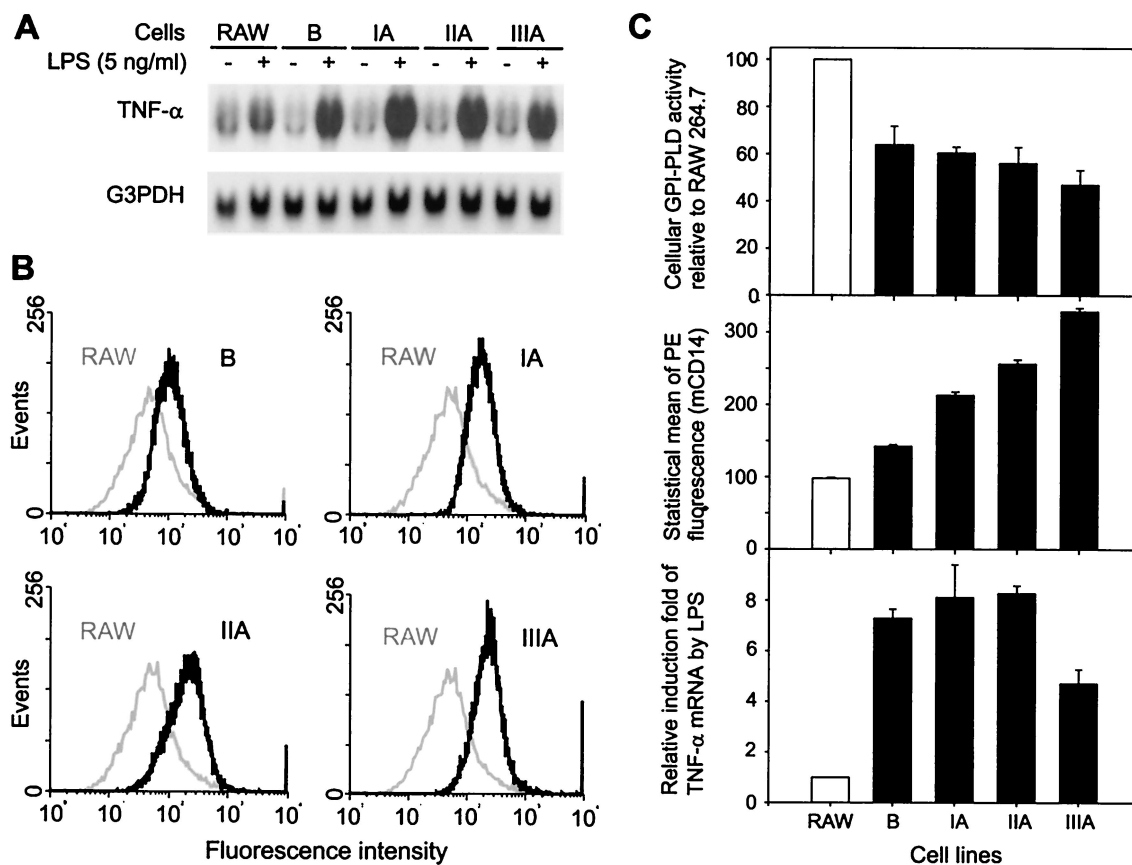 A
Cells RAW B IA IIA IIIA
LPS (5 ng/ml) - + - + - + - + - +
TNF-α
G3PDH
B
256
RAW B
Events
0
256
RAW IA
0
256
RAW IIA
Events
0
256
RAW IIIA
0
Fluorescence intensity
C
Cellular GPI-PLD activity
relative to RAW 264.7
100
80
60
40
20
0
Statistical mean of PE
fluorescence (mCD14)
300
200
100
0
Relative induction fold of
TNF-α mRNA by LPS
8
6
4
2
0
RAW B IA IIA IIIA
Cell lines